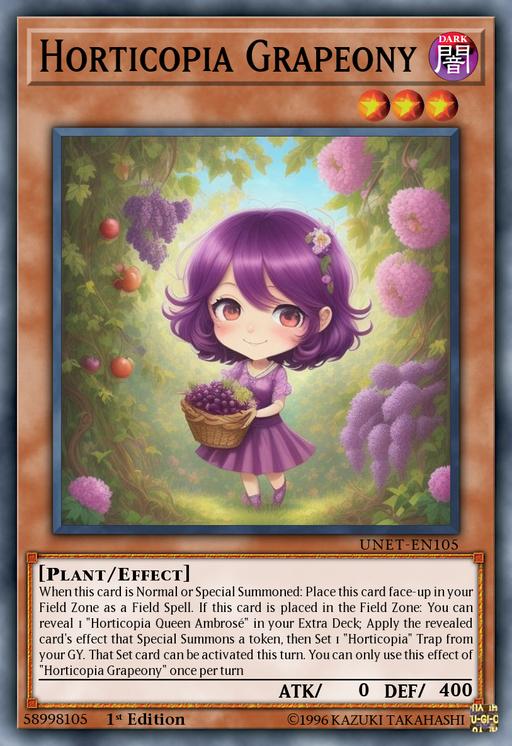 HORTICOPIA GRAPEONY
DARK
闇
UNET-EN105
[PLANT/EFFECT]
When this card is Normal or Special Summoned: Place this card face-up in your
Field Zone as a Field Spell. If this card is placed in the Field Zone: You can
reveal 1 "Horticopia Queen Ambrosé" in your Extra Deck; Apply the revealed
card's effect that Special Summons a token, then Set 1 "Horticopia" Trap from
your GY. That Set card can be activated this turn. You can only use this effect of
"Horticopia Grapeony" once per turn
ATK/ 0 DEF/ 400
58998105 1st Edition ©1996 KAZUKI TAKAHASHI